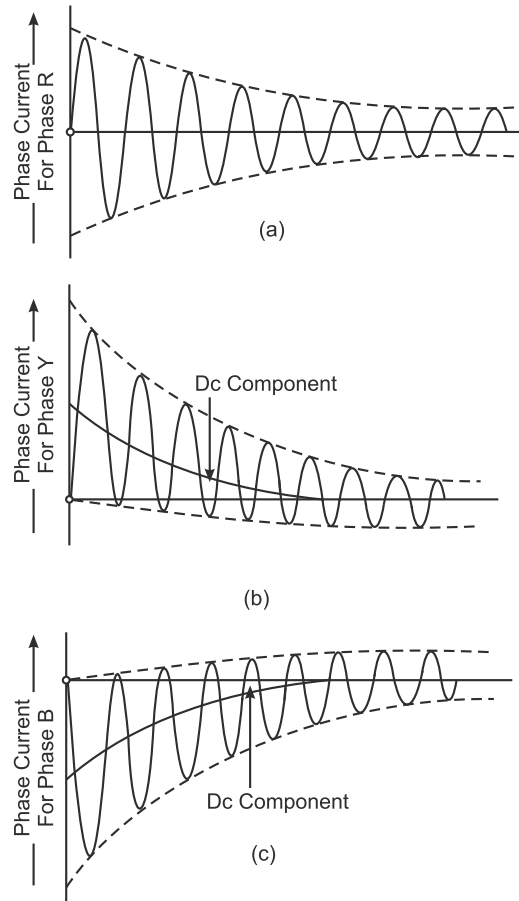 Phase Current
For Phase R
(a)
Phase Current
For Phase Y
Dc Component
(b)
Phase Current
For Phase B
Dc Component
(c)